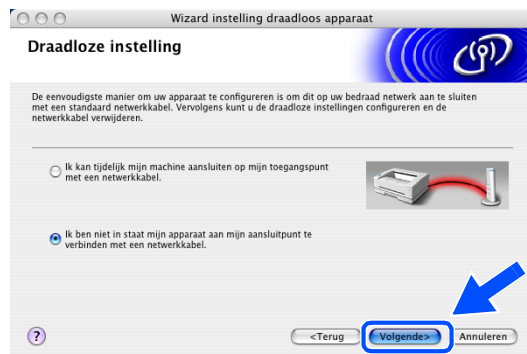 Wizard instelling draadloos apparaat
Draadloze instelling
De eenvoudigste manier om uw apparaat te configureren is om dit op uw bedraad netwerk aan te sluiten
met een standaard netwerkkabel. Vervolgens kunt u de draadloze instellingen configureren en de
netwerkkabel verwijderen.
Ik kan tijdelijk mijn machine aansluiten op mijn toegangspunt
met een netwerkkabel.
Ik ben niet in staat mijn apparaat aan mijn aansluitpunt te
verbinden met een netwerkkabel.
? <Terug Volgende> Annuleren